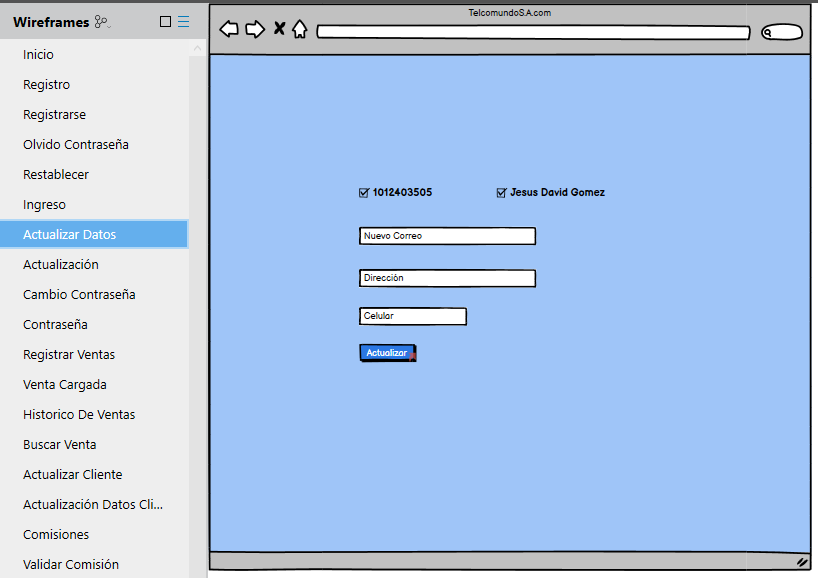 Wireframes
Inicio
Registro
Registrarse
Olvido Contraseña
Restablecer
Ingreso
Actualizar Datos
Actualización
Cambio Contraseña
Contraseña
Registrar Ventas
Venta Cargada
Historico De Ventas
Buscar Venta
Actualizar Cliente
Actualización Datos Cli...
Comisiones
Validar Comisión
TelcomundoS.A.com
1012403505
Jesus David Gomez
Nuevo Correo
Dirección
Celular
Actualizar